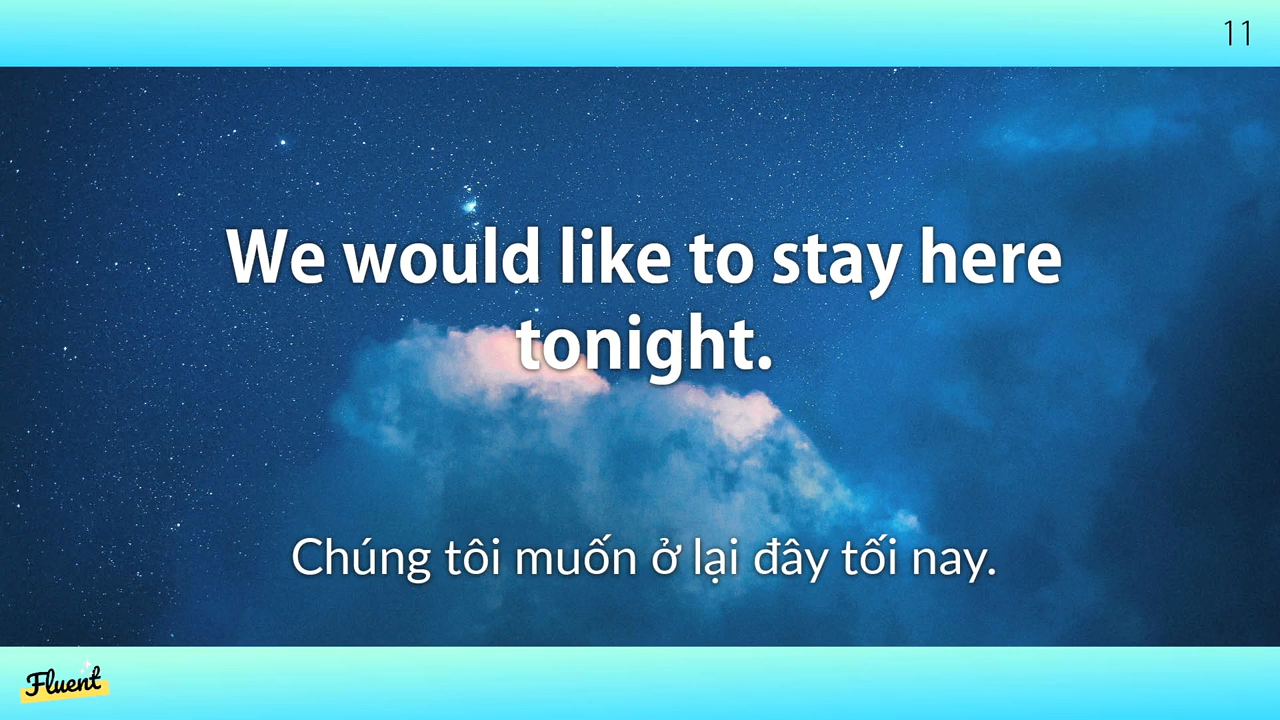 11
We would like to stay here
tonight.
Chúng tôi muốn ở lại đây tối nay.
Fluent